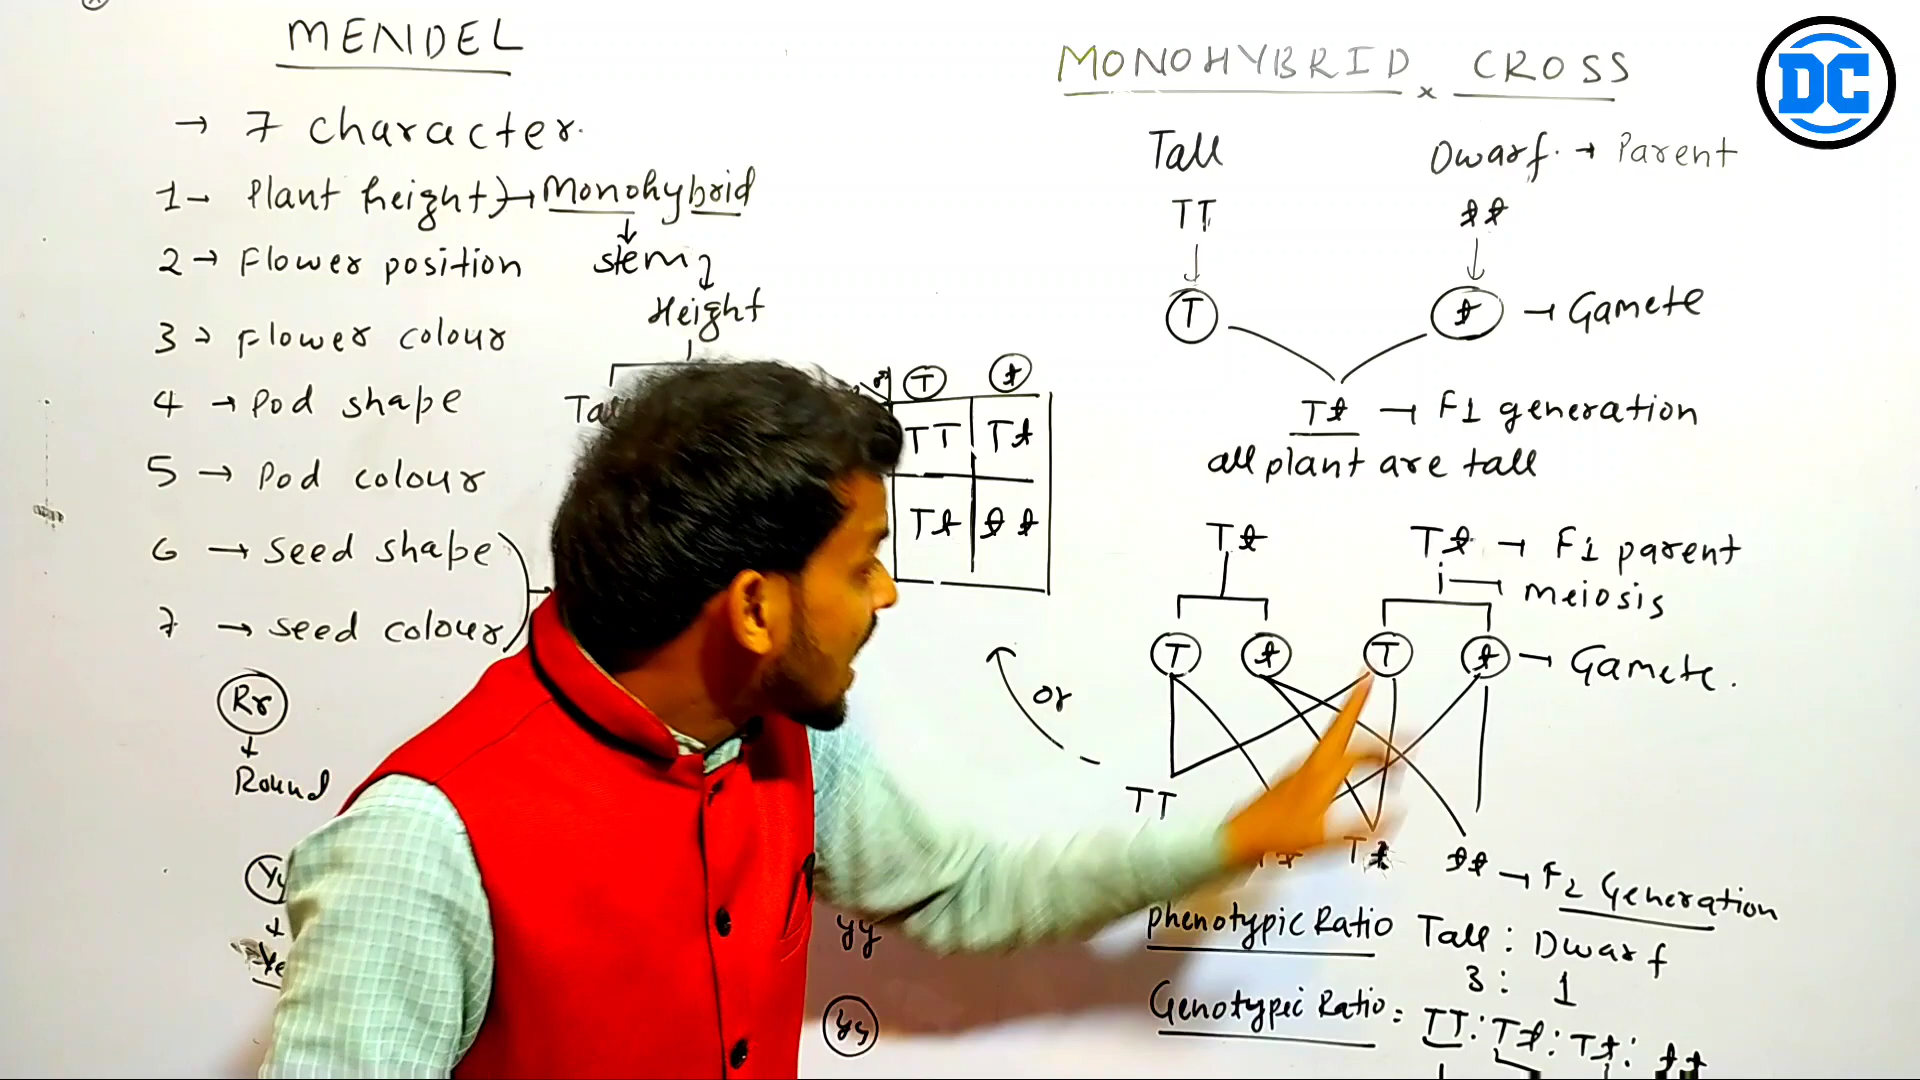 MENDEL
→ 7 character.
1→ Plant height → Monohybrid
stem
Height
2→ Flower position
3→ Flower colour
4 → Pod shape
5 → Pod colour
6 → Seed shape
7 → seed colour
Rr
Round
T t
TT Tt
Tt tt
or
yy
MONOHYBRID CROSS
×
Tall Dwarf. → Parent
TT tt
T t → Gamete
Tt → F1 generation
all plant are tall
Tt Tt → F1 parent
meiosis
T t T t → Gamete.
TT
Tt tt → F2 Generation
Phenotypic Ratio Tall : Dwarf
3 : 1
Genotypic Ratio = TT : Tt : Tt : tt
DC